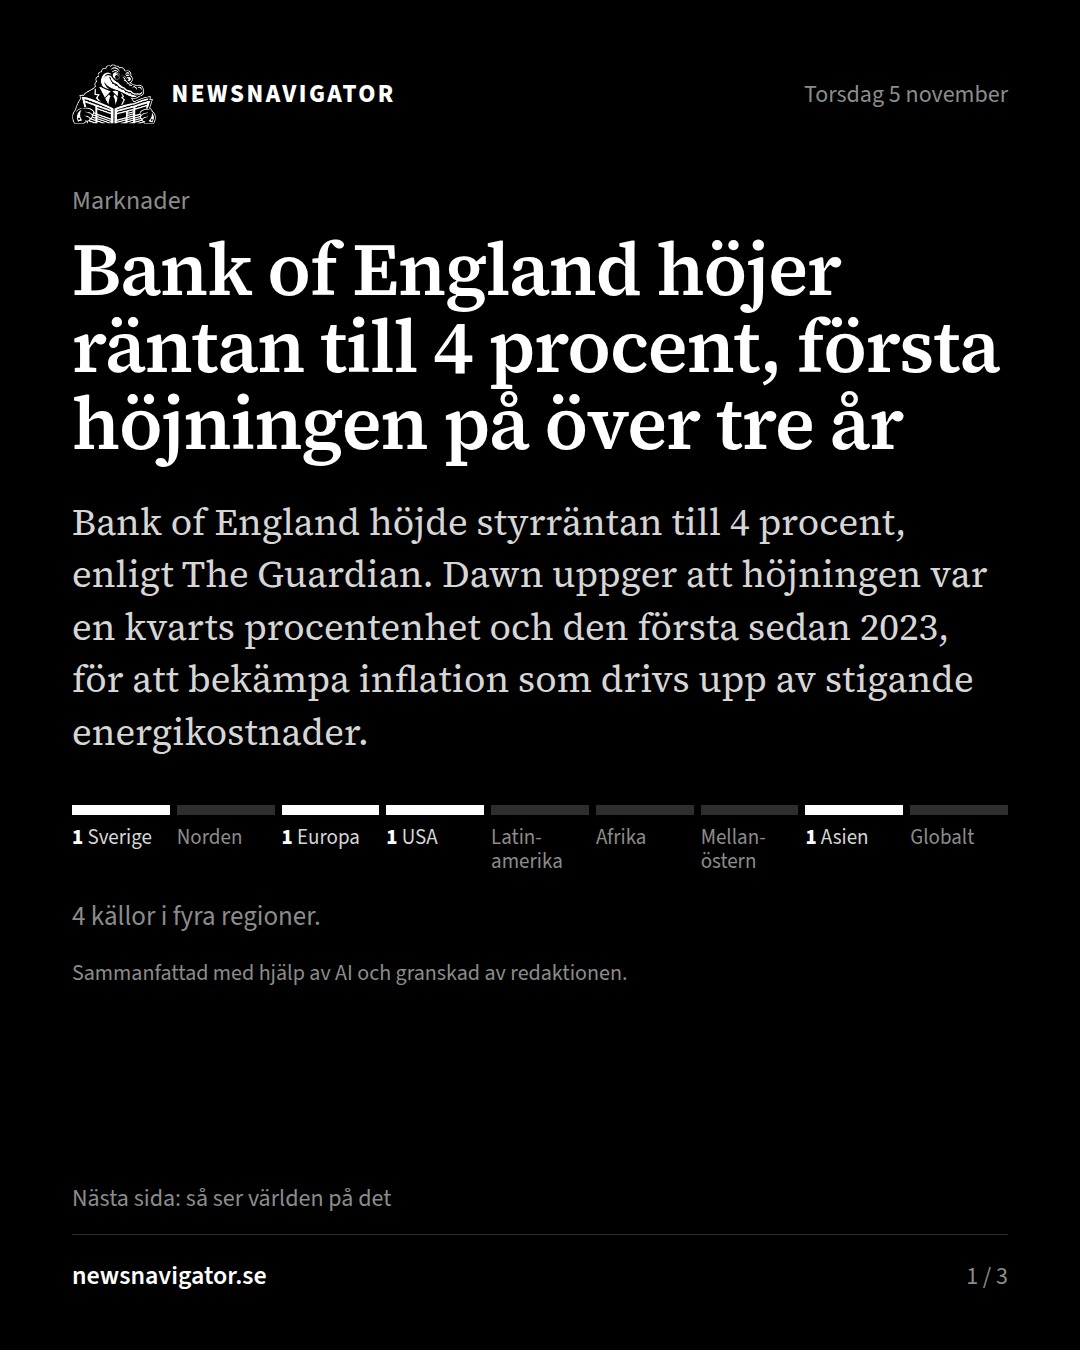 NEWSNAVIGATOR
Torsdag 5 november
Marknader
Bank of England höjer
räntan till 4 procent, första
höjningen på över tre år
Bank of England höjde styrräntan till 4 procent,
enligt The Guardian. Dawn uppger att höjningen var
en kvarts procentenhet och den första sedan 2023,
för att bekämpa inflation som drivs upp av stigande
energikostnader.
1 Sverige
Norden
1 Europa
1 USA
Latin-
amerika
Afrika
Mellan-
östern
1 Asien
Globalt
4 källor i fyra regioner.
Sammanfattad med hjälp av AI och granskad av redaktionen.
Nästa sida: så ser världen på det
newsnavigator.se
1 / 3